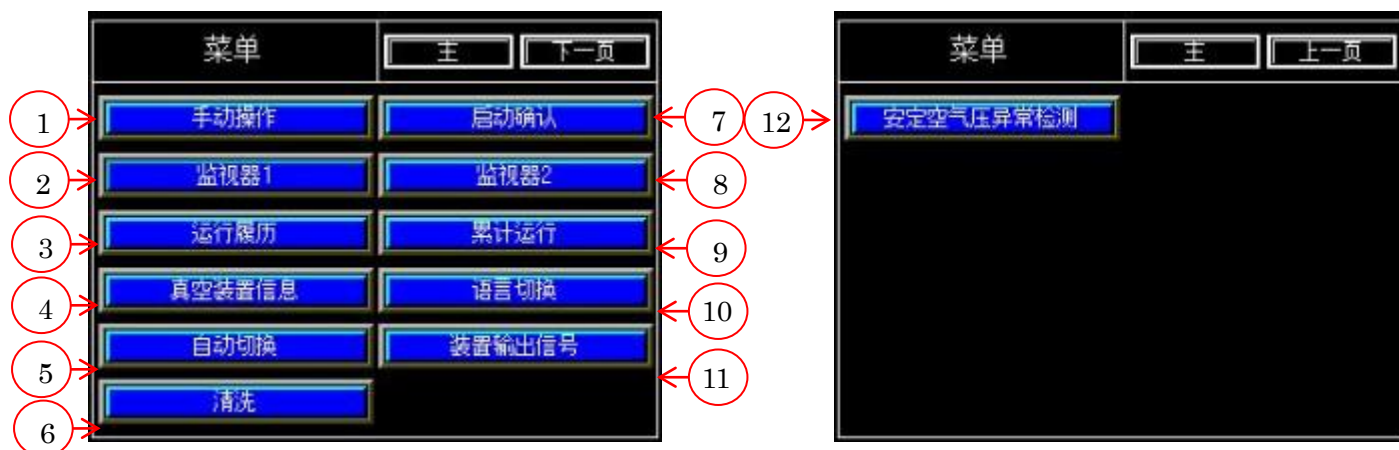 菜单 主 下一页
1 手动操作 启动确认 7
2 监视器1 监视器2 8
3 运行履历 累计运行 9
4 真空装置信息 语言切换 10
5 自动切换 装置输出信号 11
6 清洗
菜单 主 上一页
12 安定空气压异常检测